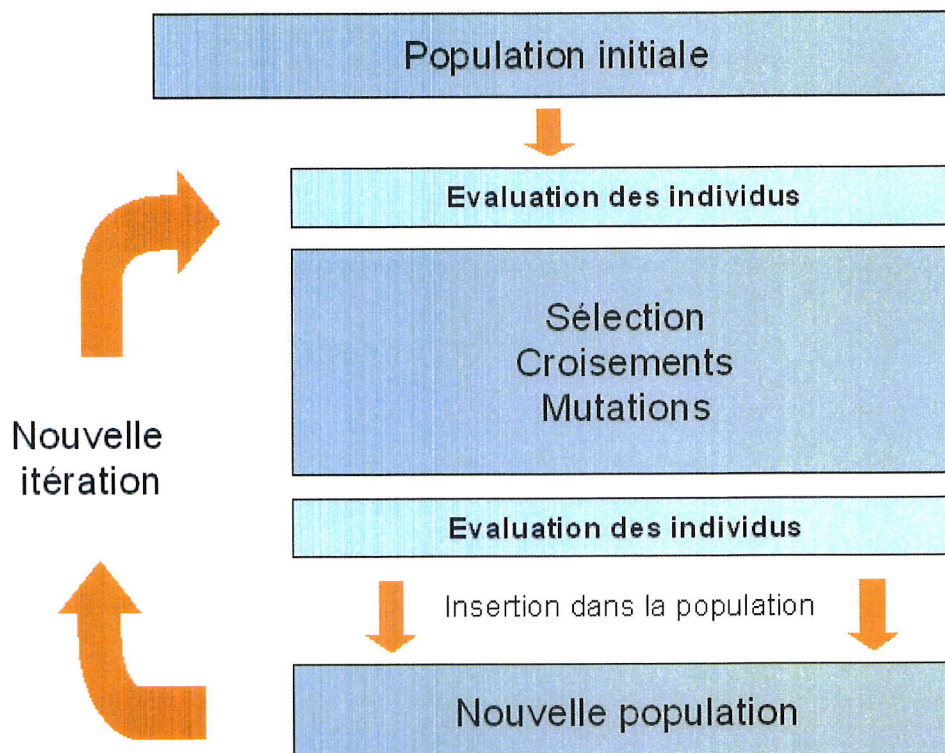 Population initiale
Evaluation des individus
Sélection
Croisements
Mutations
Nouvelle
itération
Evaluation des individus
Insertion dans la population
Nouvelle population